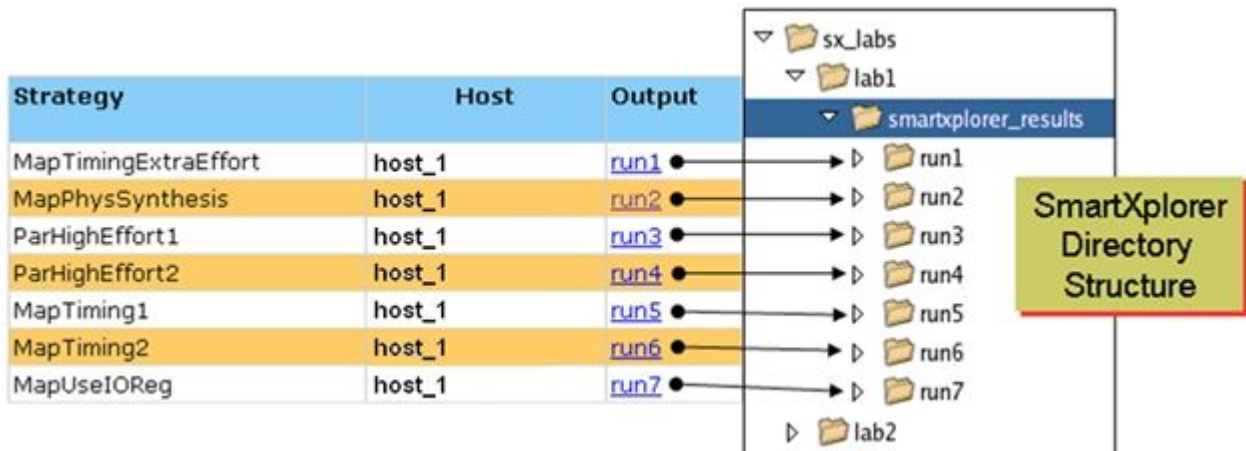 Strategy Host Output
MapTimingExtraEffort host_1 run1
MapPhysSynthesis host_1 run2
ParHighEffort1 host_1 run3
ParHighEffort2 host_1 run4
MapTiming1 host_1 run5
MapTiming2 host_1 run6
MapUseIOReg host_1 run7
sx_labs
lab1
smartxplorer_results
run1
run2
run3
run4
run5
run6
run7
lab2
SmartXplorer
Directory
Structure